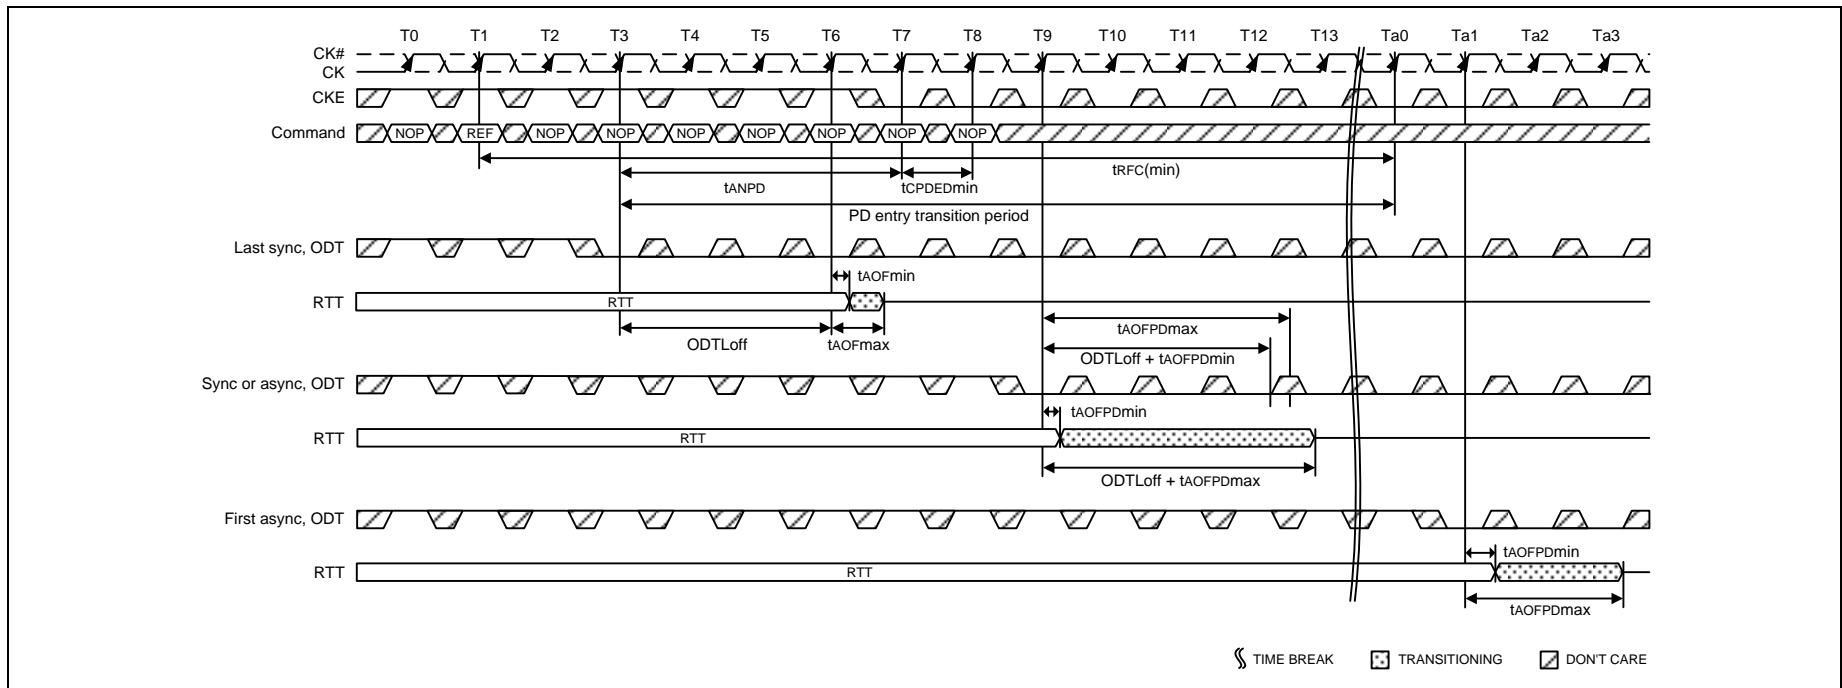 T0 T1 T2 T3 T4 T5 T6 T7 T8 T9 T10 T11 T12 T13 Ta0 Ta1 Ta2 Ta3
CK#
CK
CKE
Command NOP REF NOP NOP NOP NOP NOP NOP NOP
tRFC(min)
tANPD tCPDEDmin
PD entry transition period
Last sync, ODT
tAOFmin
RTT RTT
tAOFPDmax
ODTLoff tAOFmax
ODTLoff + tAOFPDmin
Sync or async, ODT
tAOFPDmin
RTT RTT
ODTLoff + tAOFPDmax
First async, ODT
tAOFPDmin
RTT RTT
tAOFPDmax
TIME BREAK TRANSITIONING DON'T CARE